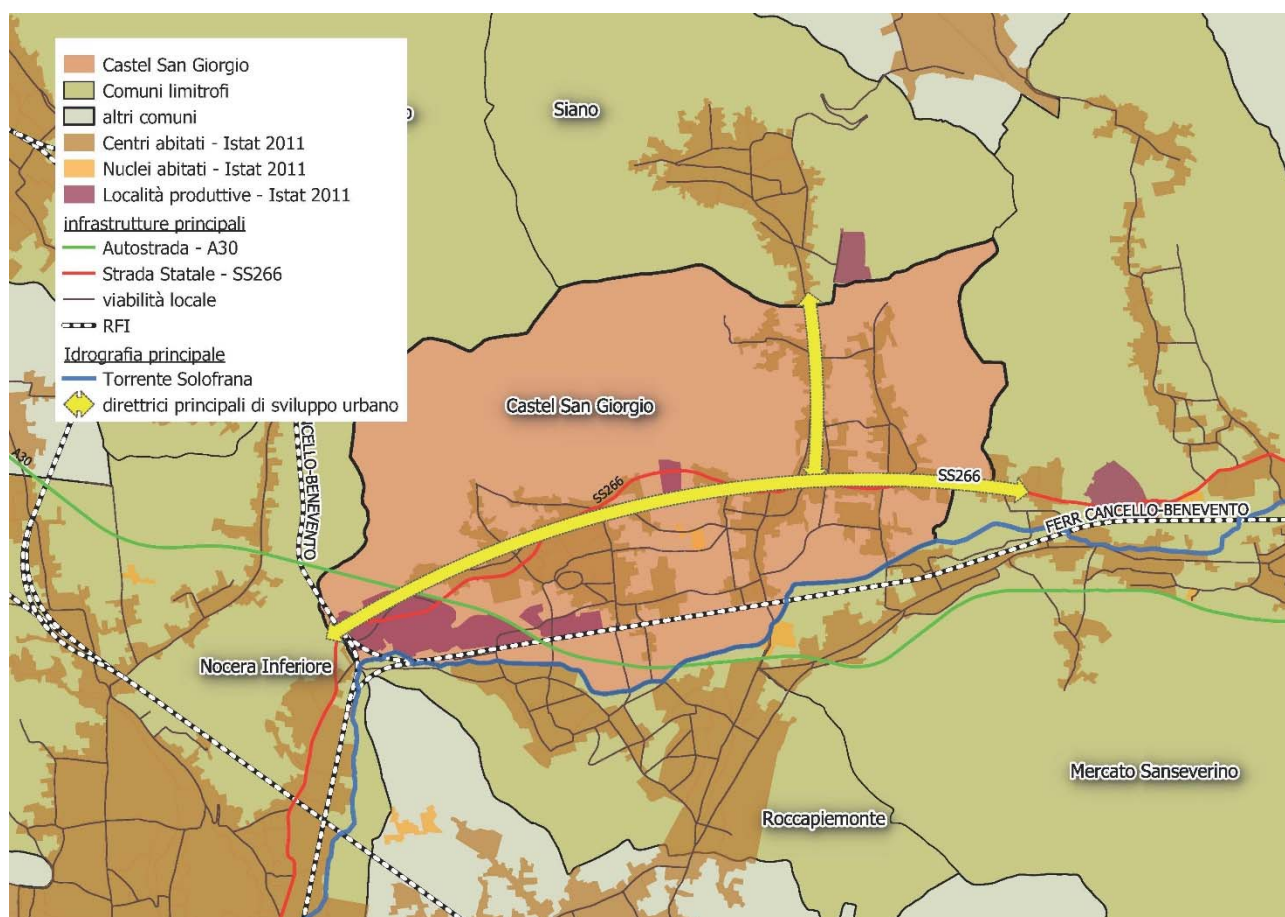 Castel San Giorgio
Comuni limitrofi
altri comuni
Centri abitati - Istat 2011
Nuclei abitati - Istat 2011
Località produttive - Istat 2011
infrastrutture principali
Autostrada - A30
Strada Statale - SS266
viabilità locale
RFI
Idrografia principale
Torrente Solofrana
direttrici principali di sviluppo urbano
o
Siano
Castel San Giorgio
A30
NCELLO-BENEVENTO
SS266
SS266
FERR CANCELLO-BENEVENTO
Nocera Inferiore
Mercato Sanseverino
Roccapiemonte